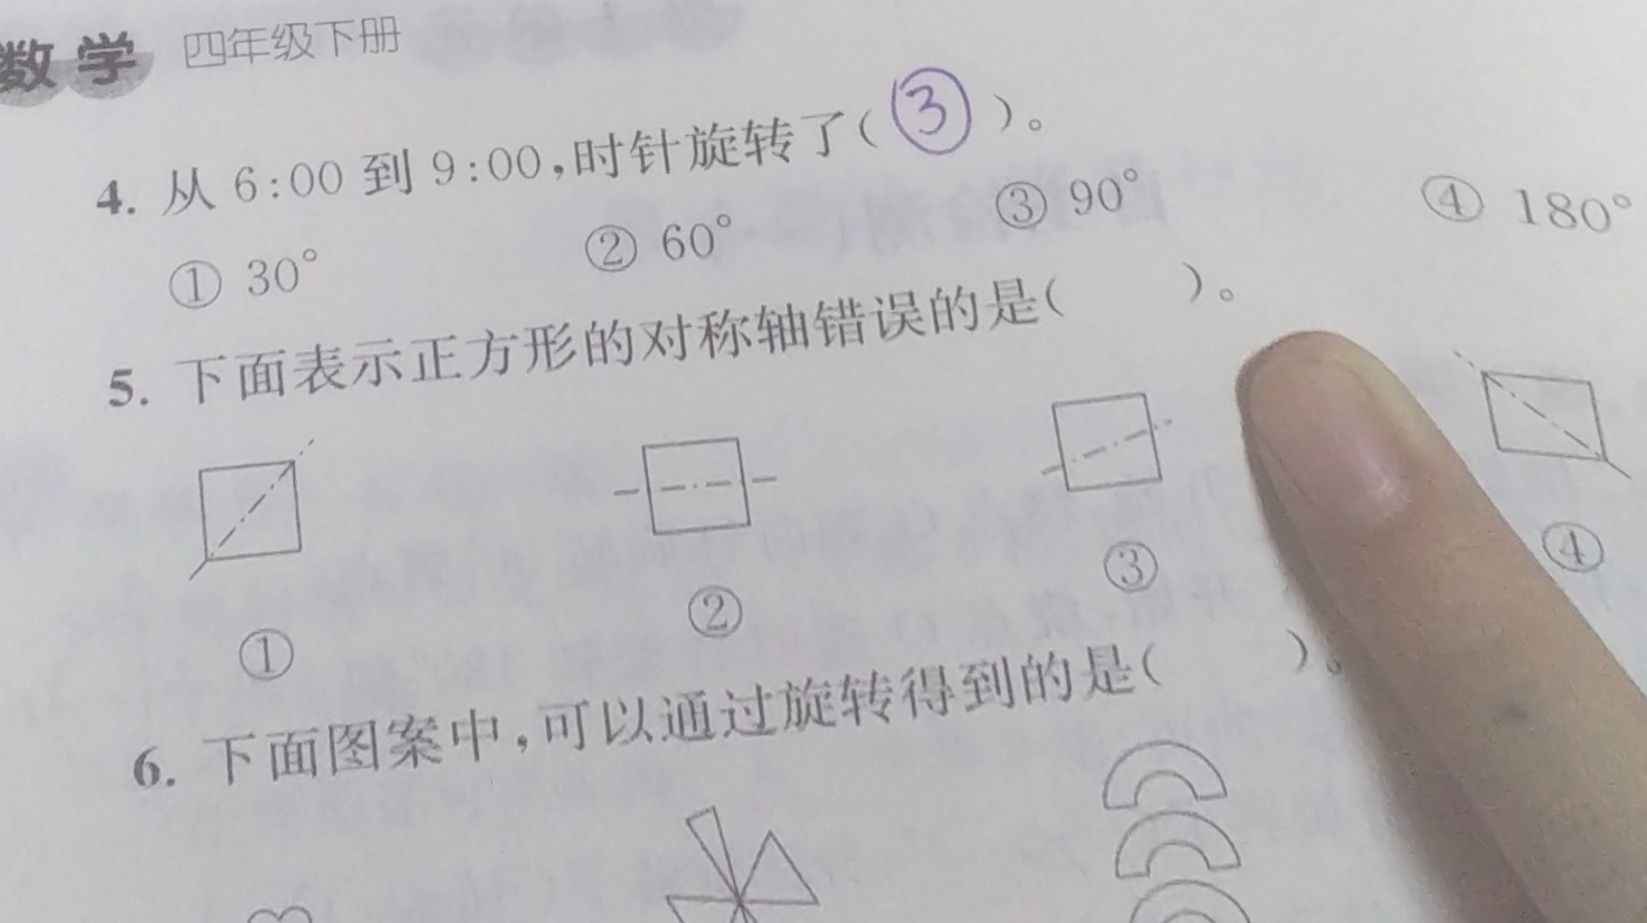 数学 四年级下册
4. 从 6:00 到 9:00,时针旋转了( ③ )。
① 30° ② 60° ③ 90° ④ 180°
5. 下面表示正方形的对称轴错误的是( )。
① ② ③ ④
6. 下面图案中,可以通过旋转得到的是( )。